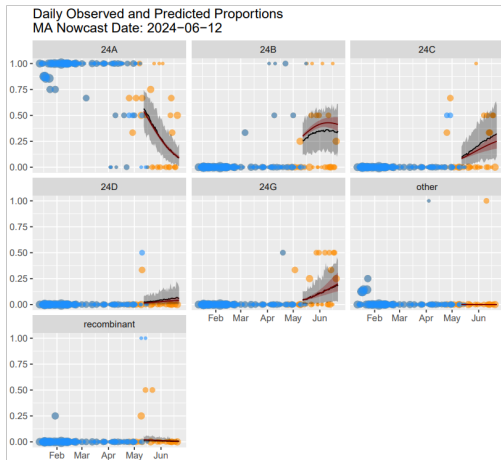 Daily Observed and Predicted Proportions
MA Nowcast Date: 2024−06−12
24A 24B 24C
1.00
0.75
0.50
0.25
0.00
24D 24G other
1.00
0.75
0.50
0.25
0.00
Feb Mar Apr May Jun Feb Mar Apr May Jun
recombinant
1.00
0.75
0.50
0.25
0.00
Feb Mar Apr May Jun